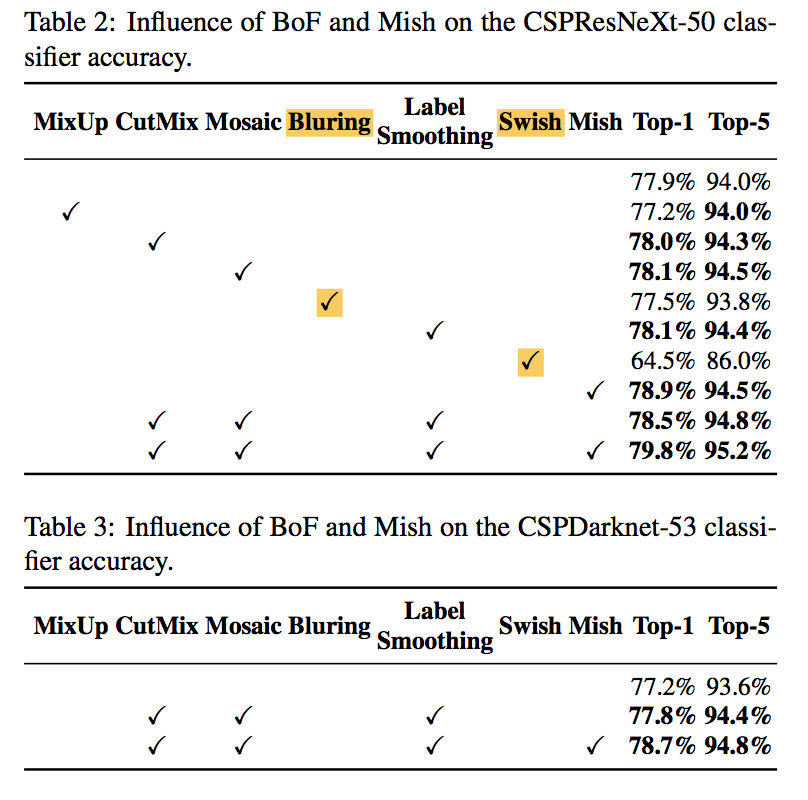 Table 2: Influence of BoF and Mish on the CSPResNeXt-50 clas-
sifier accuracy.
MixUp CutMix Mosaic Bluring Label Smoothing Swish Mish Top-1 Top-5
77.9% 94.0%
✓ 77.2% 94.0%
✓ 78.0% 94.3%
✓ 78.1% 94.5%
✓ 77.5% 93.8%
✓ 78.1% 94.4%
✓ 64.5% 86.0%
✓ 78.9% 94.5%
✓ ✓ ✓ 78.5% 94.8%
✓ ✓ ✓ ✓ 79.8% 95.2%
Table 3: Influence of BoF and Mish on the CSPDarknet-53 classi-
fier accuracy.
MixUp CutMix Mosaic Bluring Label Smoothing Swish Mish Top-1 Top-5
77.2% 93.6%
✓ ✓ ✓ 77.8% 94.4%
✓ ✓ ✓ ✓ 78.7% 94.8%